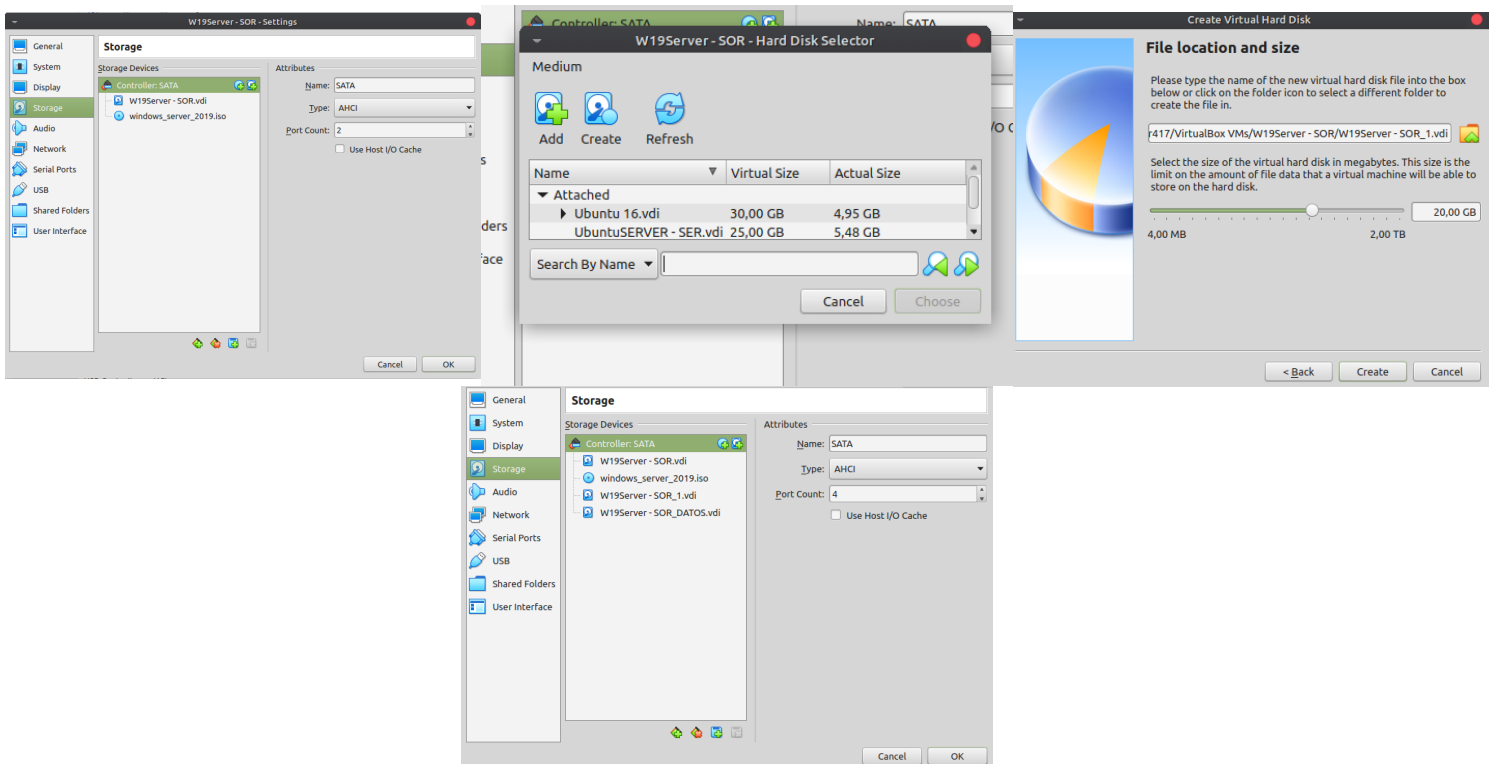 W19Server - SOR - Settings
General
System
Display
Storage
Audio
Network
Serial Ports
USB
Shared Folders
User Interface
Storage
Storage Devices
Controller: SATA
W19Server - SOR.vdi
windows_server_2019.iso
Attributes
Name: SATA
Type: AHCI
Port Count: 2
Use Host I/O Cache
Cancel OK
Controller: SATA
Name: SATA
I/O C
s
ders
face
W19Server - SOR - Hard Disk Selector
Medium
Add Create Refresh
Name Virtual Size Actual Size
Attached
Ubuntu 16.vdi 30,00 GB 4,95 GB
UbuntuSERVER - SER.vdi 25,00 GB 5,48 GB
Search By Name
Cancel Choose
Create Virtual Hard Disk
File location and size
Please type the name of the new virtual hard disk file into the box
below or click on the folder icon to select a different folder to
create the file in.
r417/VirtualBox VMs/W19Server - SOR/W19Server - SOR_1.vdi
Select the size of the virtual hard disk in megabytes. This size is the
limit on the amount of file data that a virtual machine will be able to
store on the hard disk.
20,00 GB
4,00 MB 2,00 TB
< Back Create Cancel
General
System
Display
Storage
Audio
Network
Serial Ports
USB
Shared Folders
User Interface
Storage
Storage Devices
Controller: SATA
W19Server - SOR.vdi
windows_server_2019.iso
W19Server - SOR_1.vdi
W19Server - SOR_DATOS.vdi
Attributes
Name: SATA
Type: AHCI
Port Count: 4
Use Host I/O Cache
Cancel OK